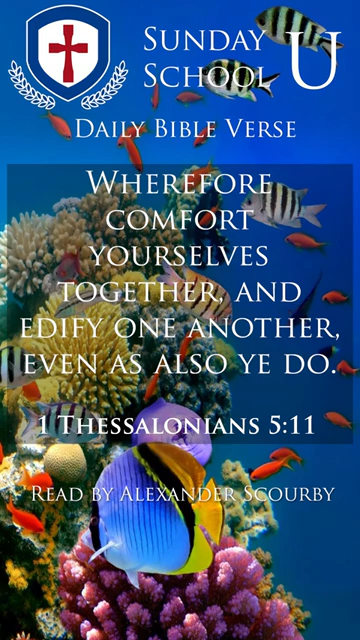 Sunday
School U
Daily Bible Verse
Wherefore
comfort
yourselves
together, and
edify one another,
even as also ye do.
1 Thessalonians 5:11
Read by Alexander Scourby